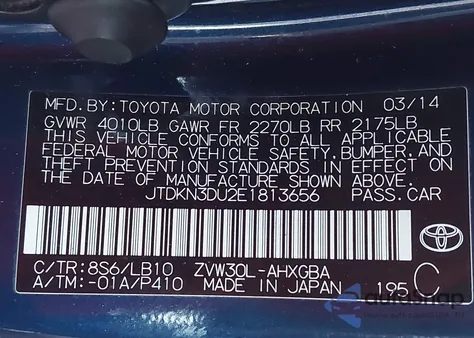 MFD. BY: TOYOTA MOTOR CORPORATION 03/14
GVWR 4010LB GAWR FR 2270LB RR 2175LB
THIS VEHICLE CONFORMS TO ALL APPLICABLE
FEDERAL MOTOR VEHICLE SAFETY, BUMPER, AND
THEFT PREVENTION STANDARDS IN EFFECT ON
THE DATE OF MANUFACTURE SHOWN ABOVE.
JTDKN3DU2E1813656 PASS. CAR
TOYOTA
C/TR: 8S6/LB10 ZVW30L-AHXGBA
A/TM: -01A/P410 MADE IN JAPAN 195 C
autosnap